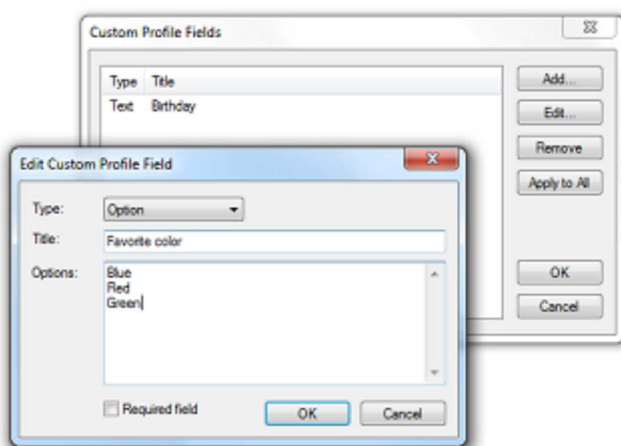 Custom Profile Fields
Type Title
Text Birthday
Add...
Edit...
Remove
Apply to All
OK
Cancel
Edit Custom Profile Field
Type: Option
Title: Favorite color
Options: Blue
Red
Green
Required field
OK Cancel